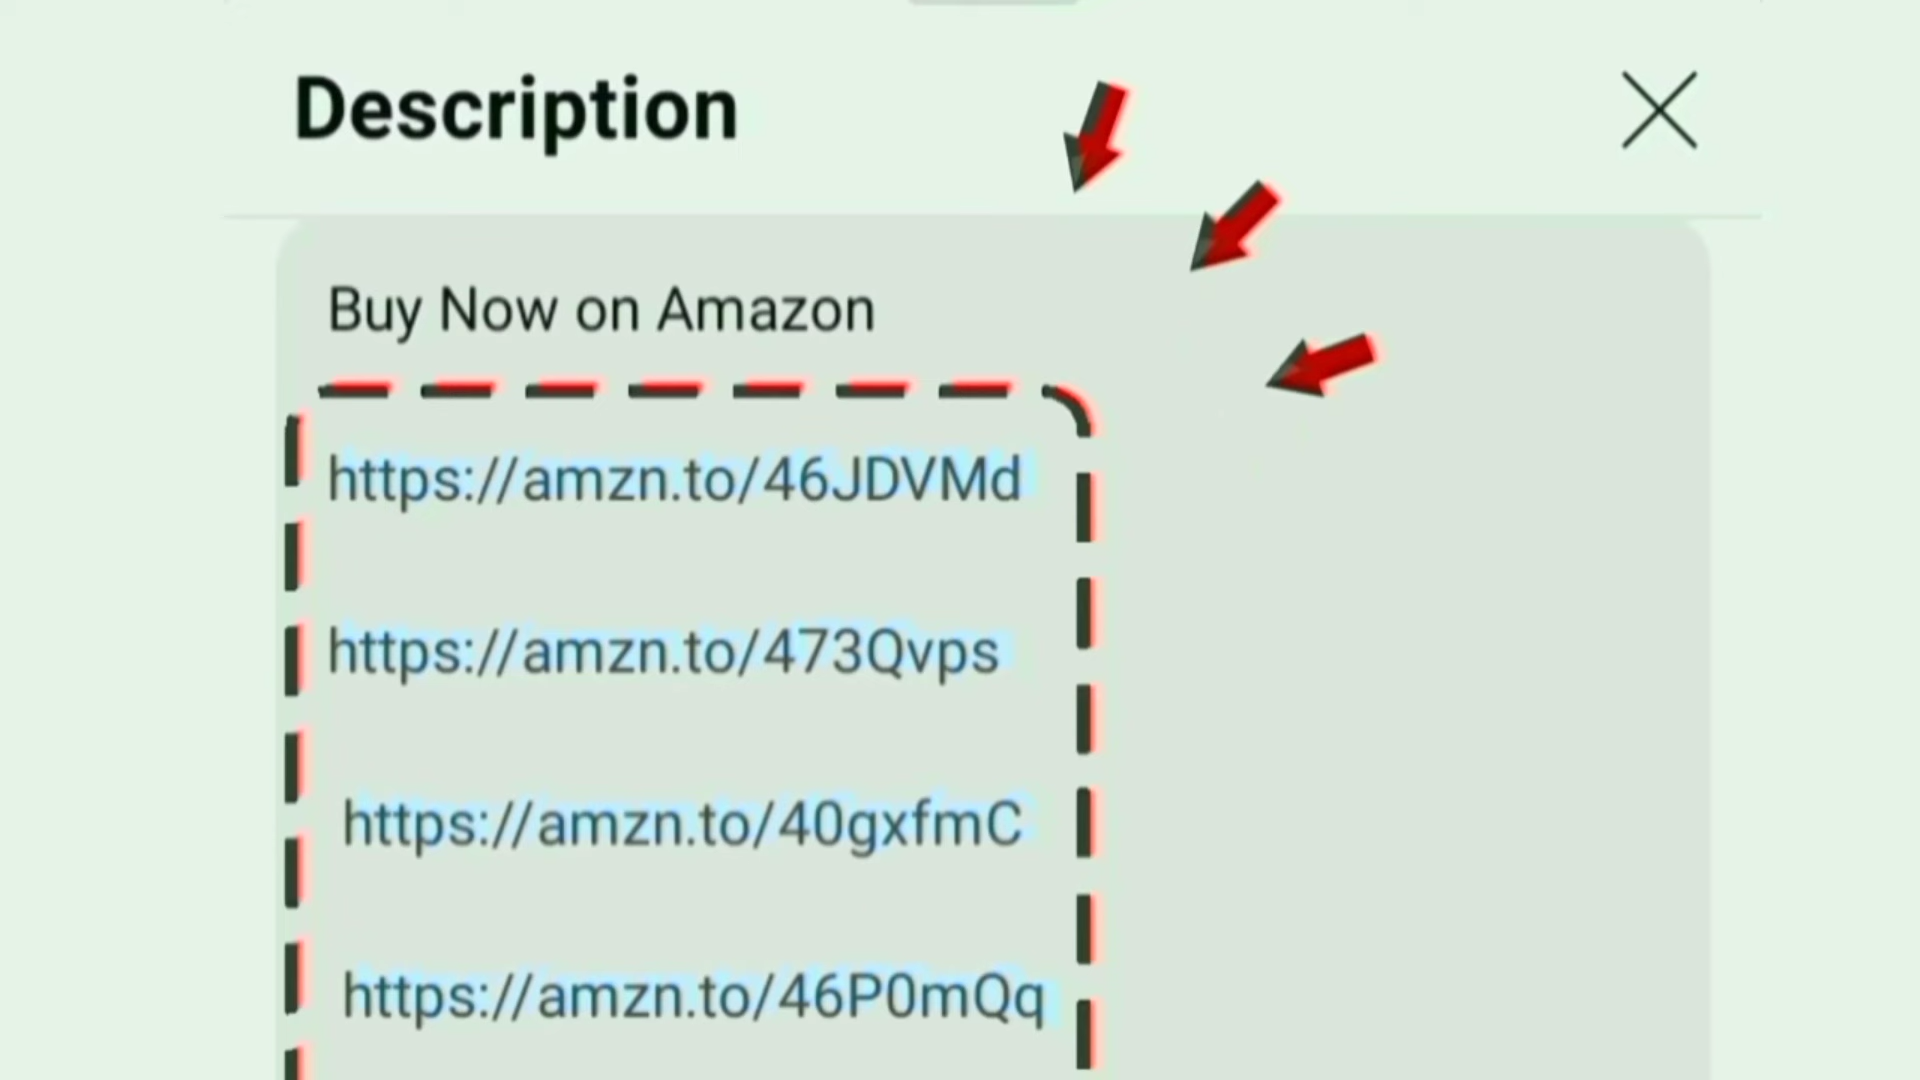 Description
Buy Now on Amazon
https://amzn.to/46JDVMd
https://amzn.to/473Qvps
https://amzn.to/40gxfmC
https://amzn.to/46P0mQq